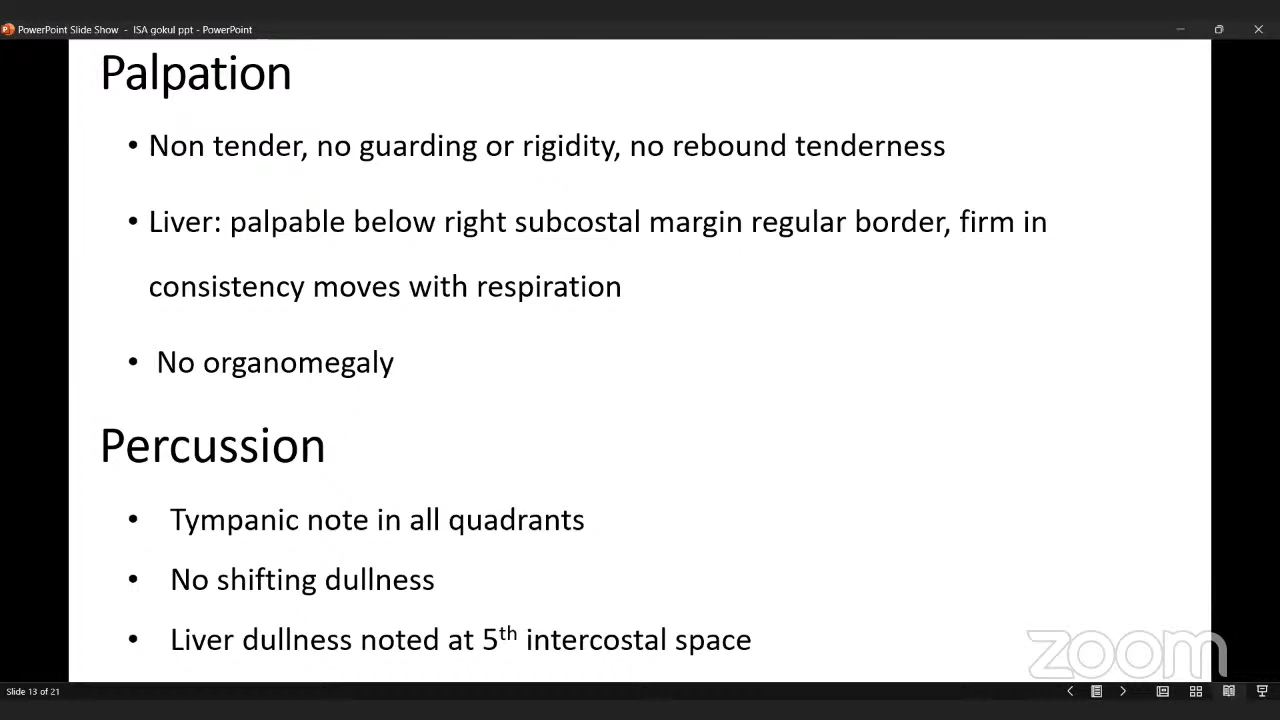 PowerPoint Slide Show - ISA gokul ppt - PowerPoint
Palpation
• Non tender, no guarding or rigidity, no rebound tenderness
• Liver: palpable below right subcostal margin regular border, firm in
consistency moves with respiration
• No organomegaly
Percussion
• Tympanic note in all quadrants
• No shifting dullness
• Liver dullness noted at 5th intercostal space
zoom
Slide 13 of 21